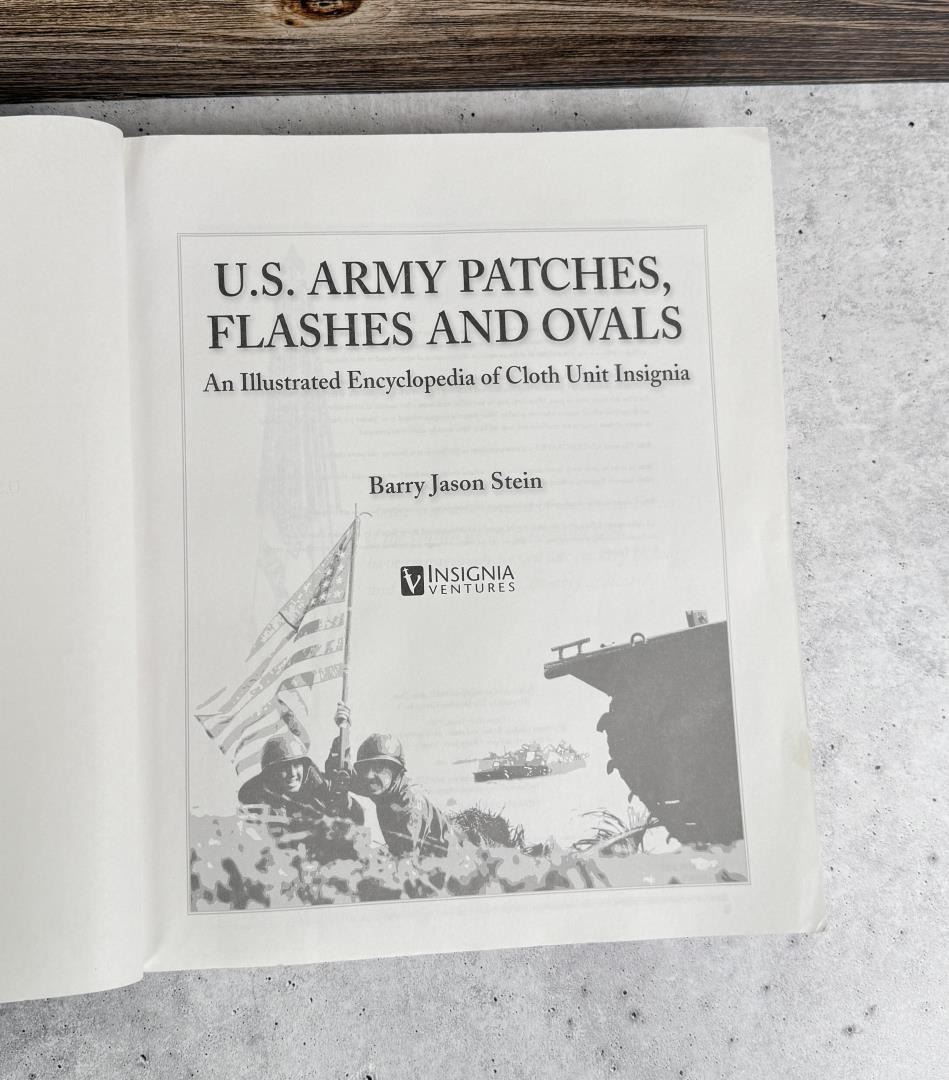 U.S. ARMY PATCHES,
FLASHES AND OVALS
An Illustrated Encyclopedia of Cloth Unit Insignia
Barry Jason Stein
INSIGNIA
VENTURES